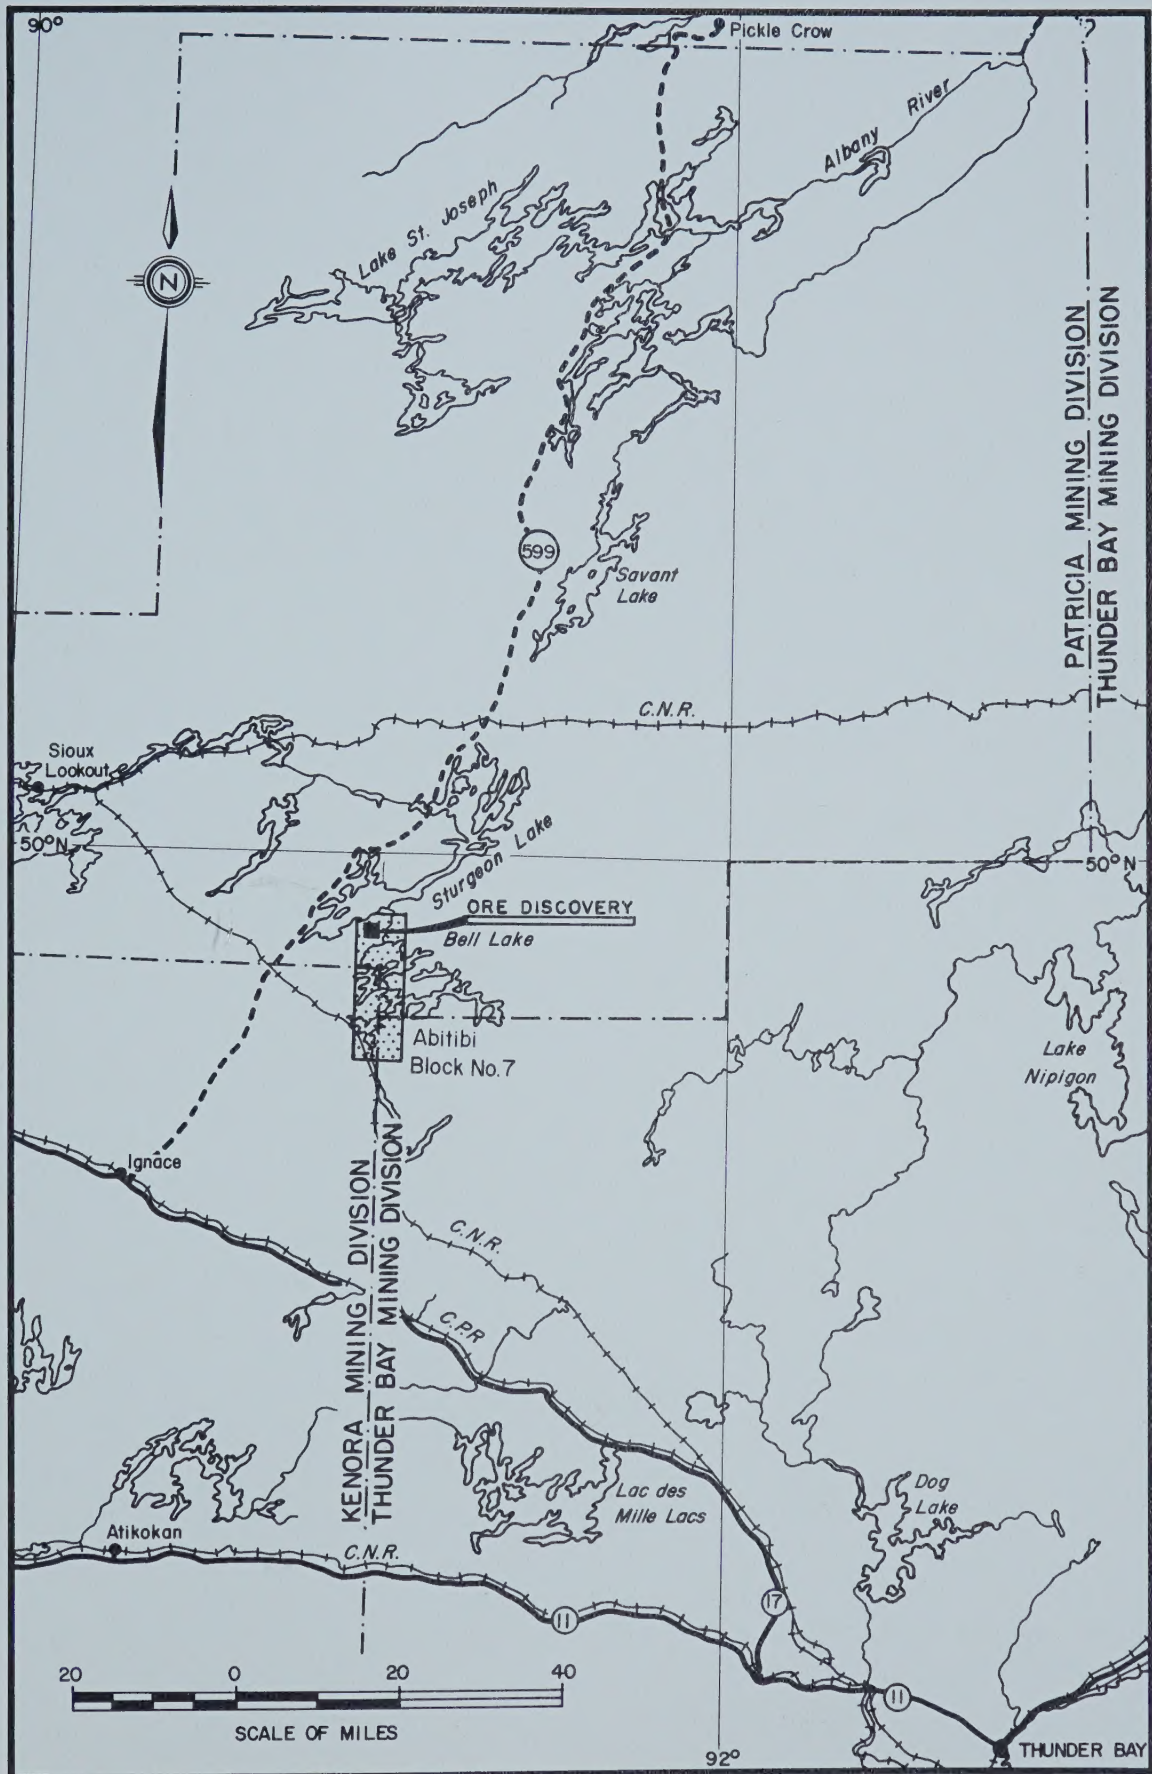 90°
Pickle Crow
Albany River
Lake St. Joseph
N
PATRICIA MINING DIVISION
THUNDER BAY MINING DIVISION
599
Savant
Lake
C.N.R.
Sioux
Lookout
50°N
Sturgeon Lake
50°N
ORE DISCOVERY
Bell Lake
Abitibi
Block No.7
Lake
Nipigon
Ignace
KENORA MINING DIVISION
THUNDER BAY MINING DIVISION
C.N.R.
C.P.R
Lac des
Mille Lacs
Dog
Lake
Atikokan
C.N.R.
17
11
11
20 0 20 40
SCALE OF MILES
92°
THUNDER BAY